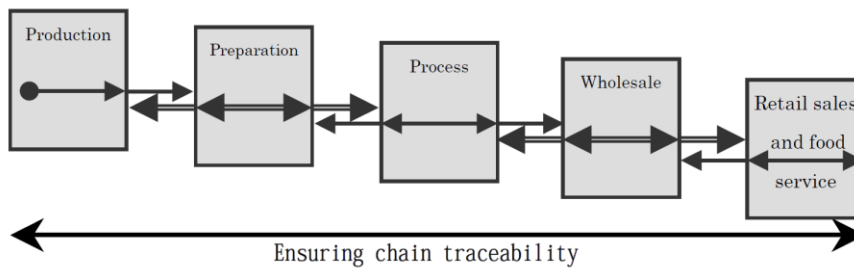 Production
Preparation
Process
Wholesale
Retail sales
and food
service
Ensuring chain traceability